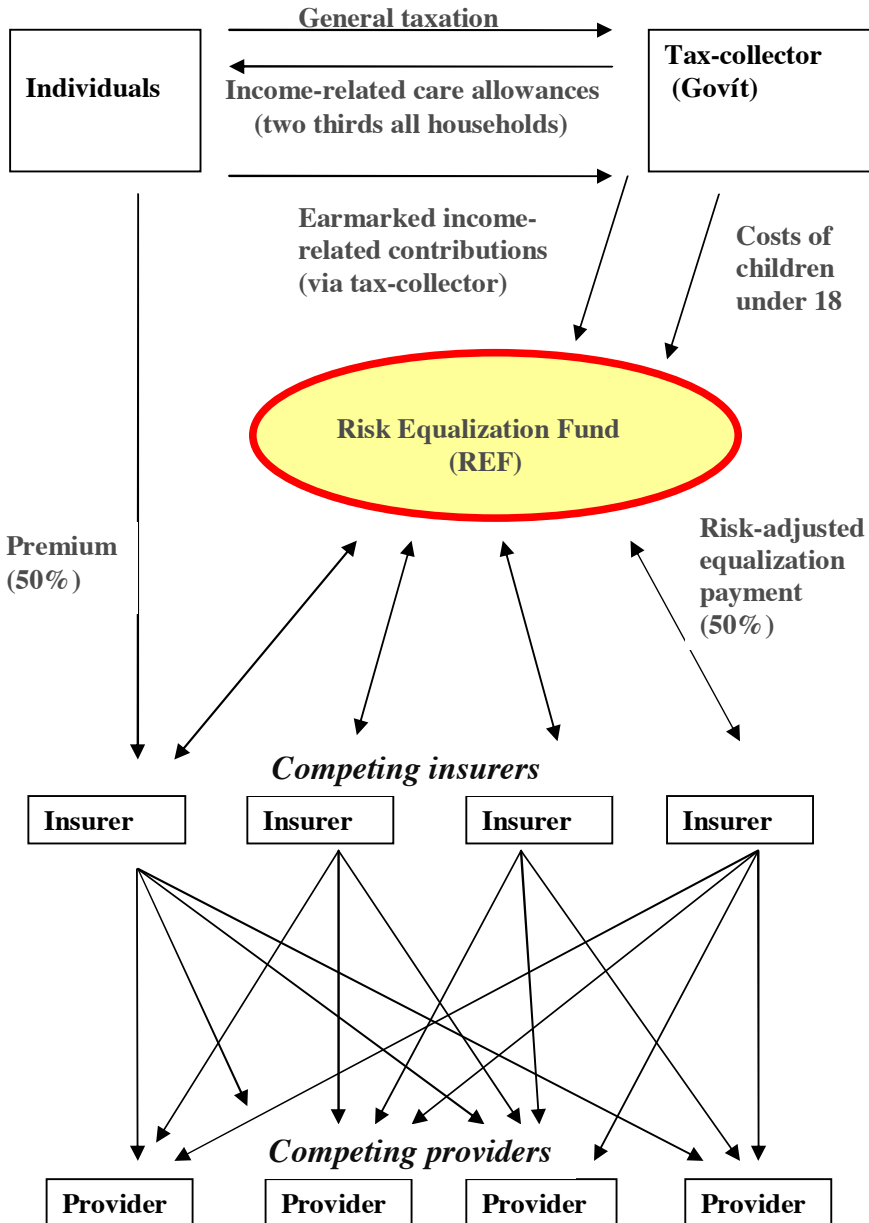 General taxation
Individuals
Tax-collector
(Govít)
Income-related care allowances
(two thirds all households)
Earmarked income-
related contributions
(via tax-collector)
Costs of
children
under 18
Risk Equalization Fund
(REF)
Premium
(50%)
Risk-adjusted
equalization
payment
(50%)
Competing insurers
Insurer
Insurer
Insurer
Insurer
Competing providers
Provider
Provider
Provider
Provider